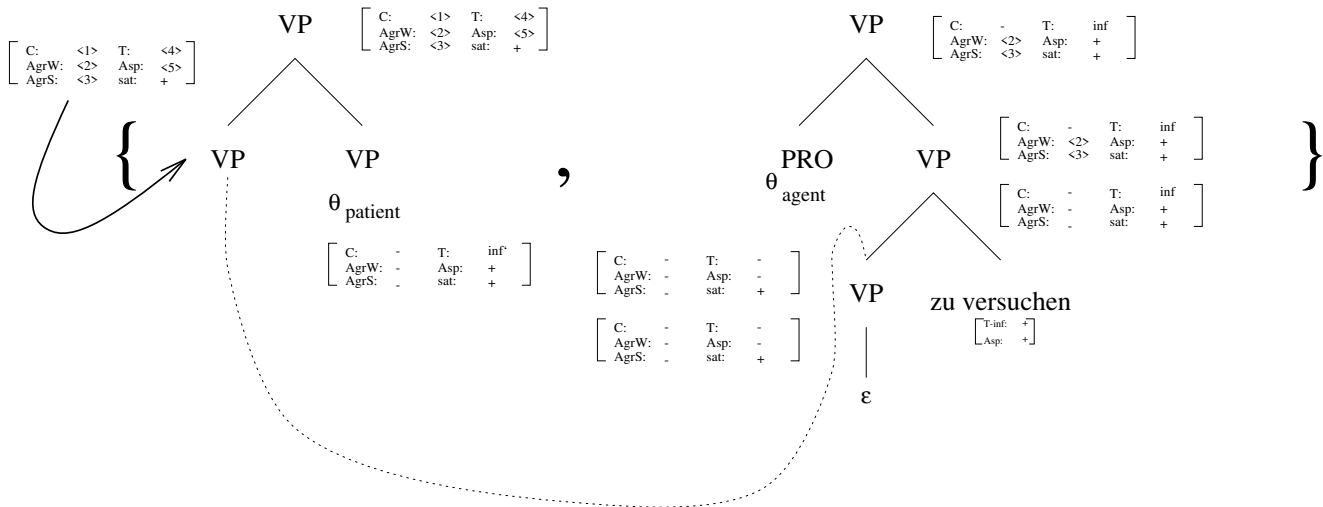 VP
C: <1> T: <4>
AgrW: <2> Asp: <5>
AgrS: <3> sat: +
C: <1> T: <4>
AgrW: <2> Asp: <5>
AgrS: <3> sat: +
{
VP VP
θ patient
C: - T: inf‘
AgrW: - Asp: +
AgrS: - sat: +
,
VP
C: - T: inf
AgrW: <2> Asp: +
AgrS: <3> sat: +
PRO VP
θ agent
C: - T: inf
AgrW: <2> Asp: +
AgrS: <3> sat: +
C: - T: inf
AgrW: - Asp: +
AgrS: - sat: +
C: - T: -
AgrW: - Asp: -
AgrS: - sat: +
C: - T: -
AgrW: - Asp: -
AgrS: - sat: +
VP zu versuchen
T-inf: +
Asp: +
ε
}